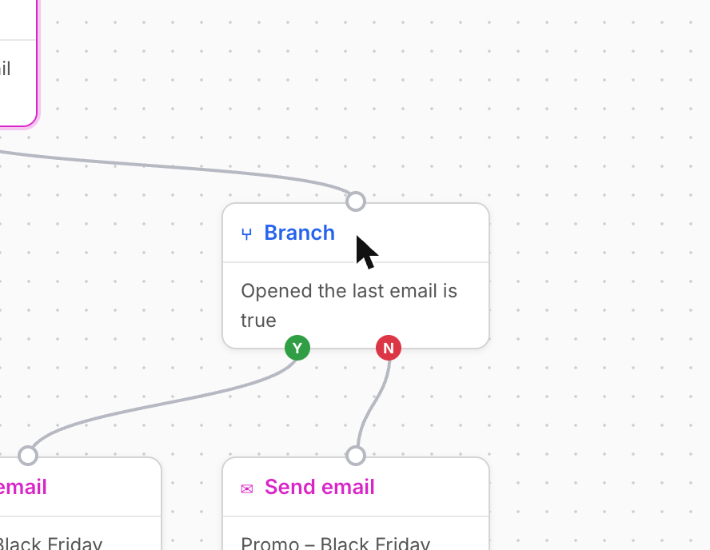 il
Branch
Opened the last email is
true
Y
N
email
Send email
Black Friday
Promo – Black Friday